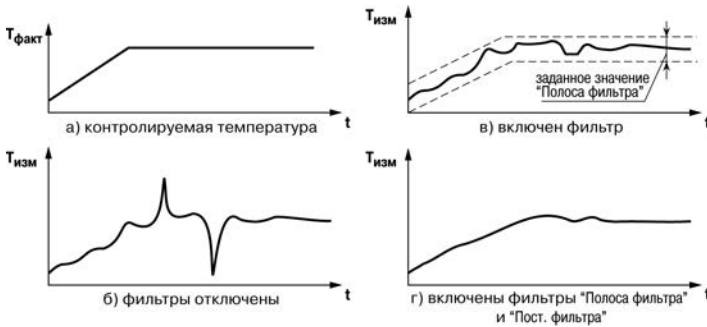 Tфакт
t
а) контролируемая температура
Tизм
заданное значение
“Полоса фильтра”
t
в) включен фильтр
Tизм
t
б) фильтры отключены
Tизм
t
г) включены фильтры “Полоса фильтра”
и “Пост. фильтра”